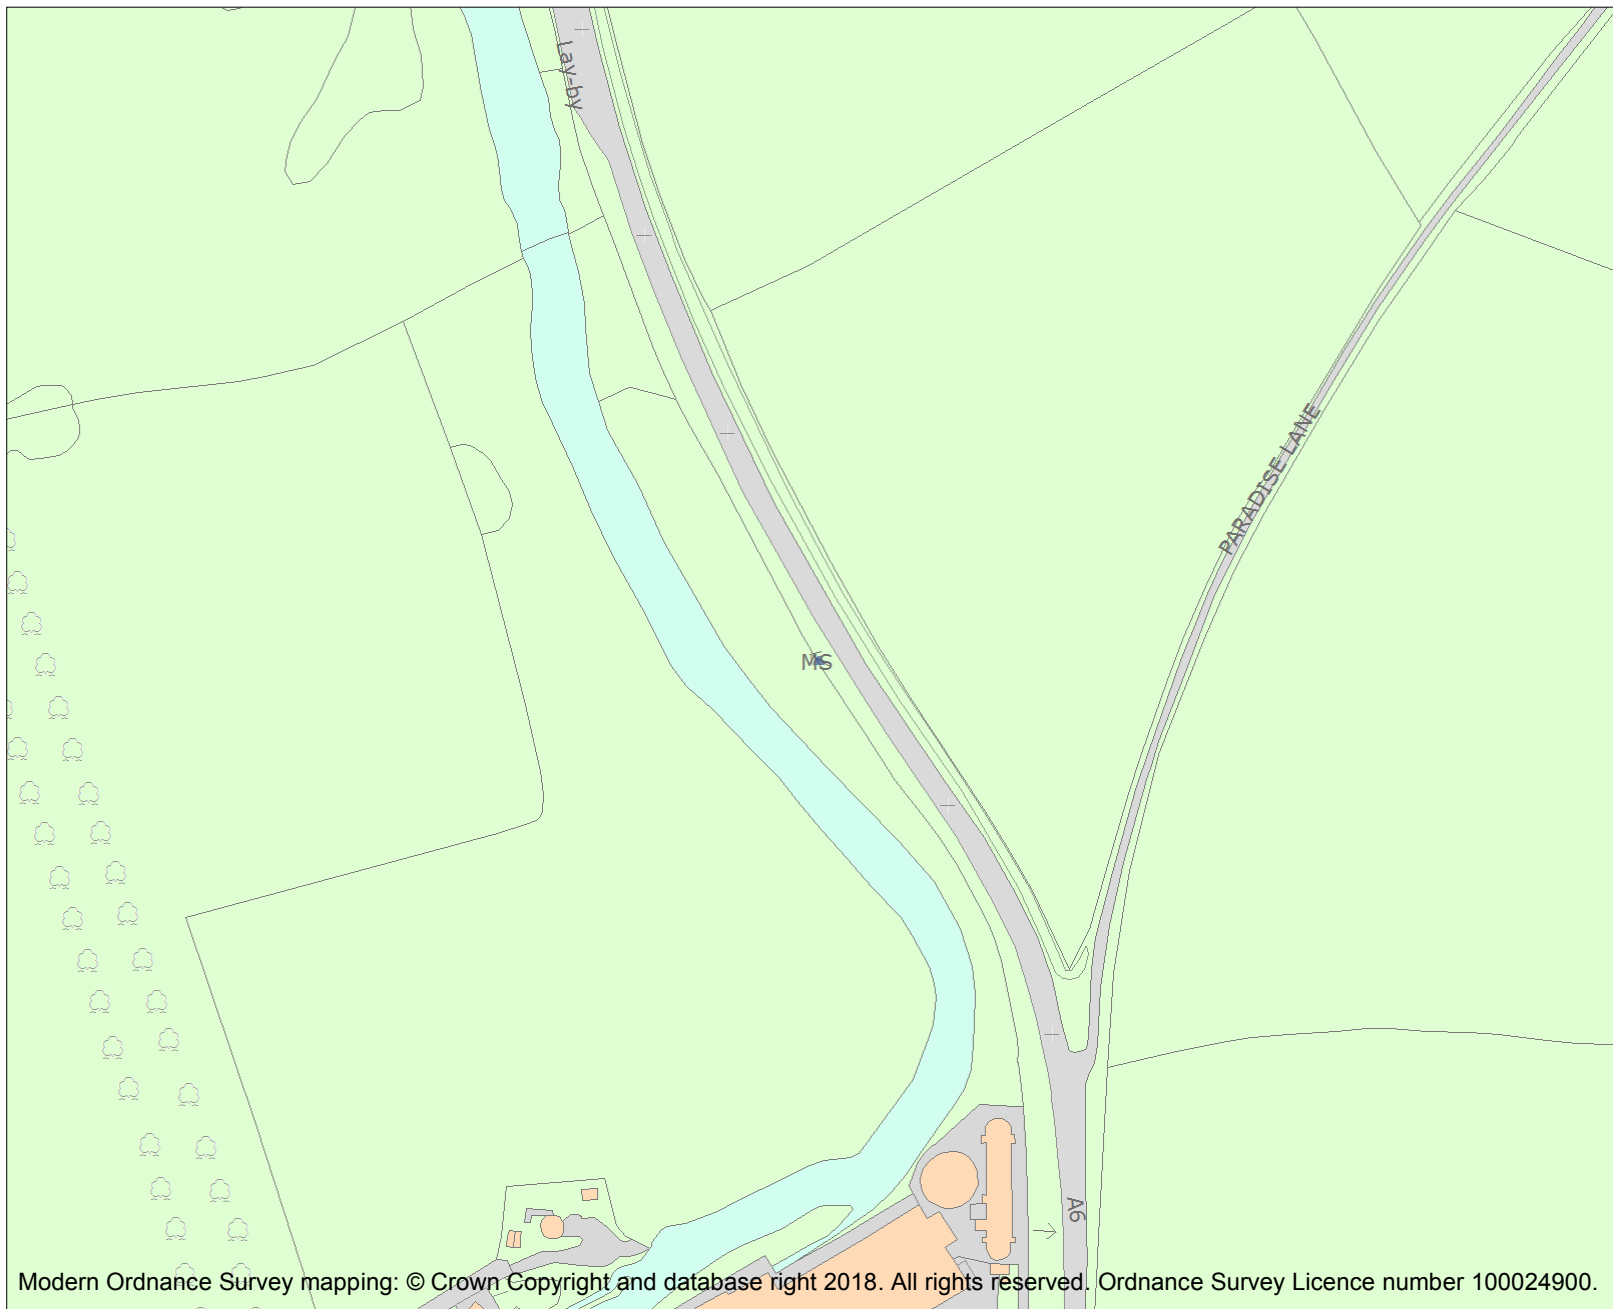 Lay-by
PARADISE LANE
MS
A6
Modern Ordnance Survey mapping: © Crown Copyright and database right 2018. All rights reserved. Ordnance Survey Licence number 100024900.